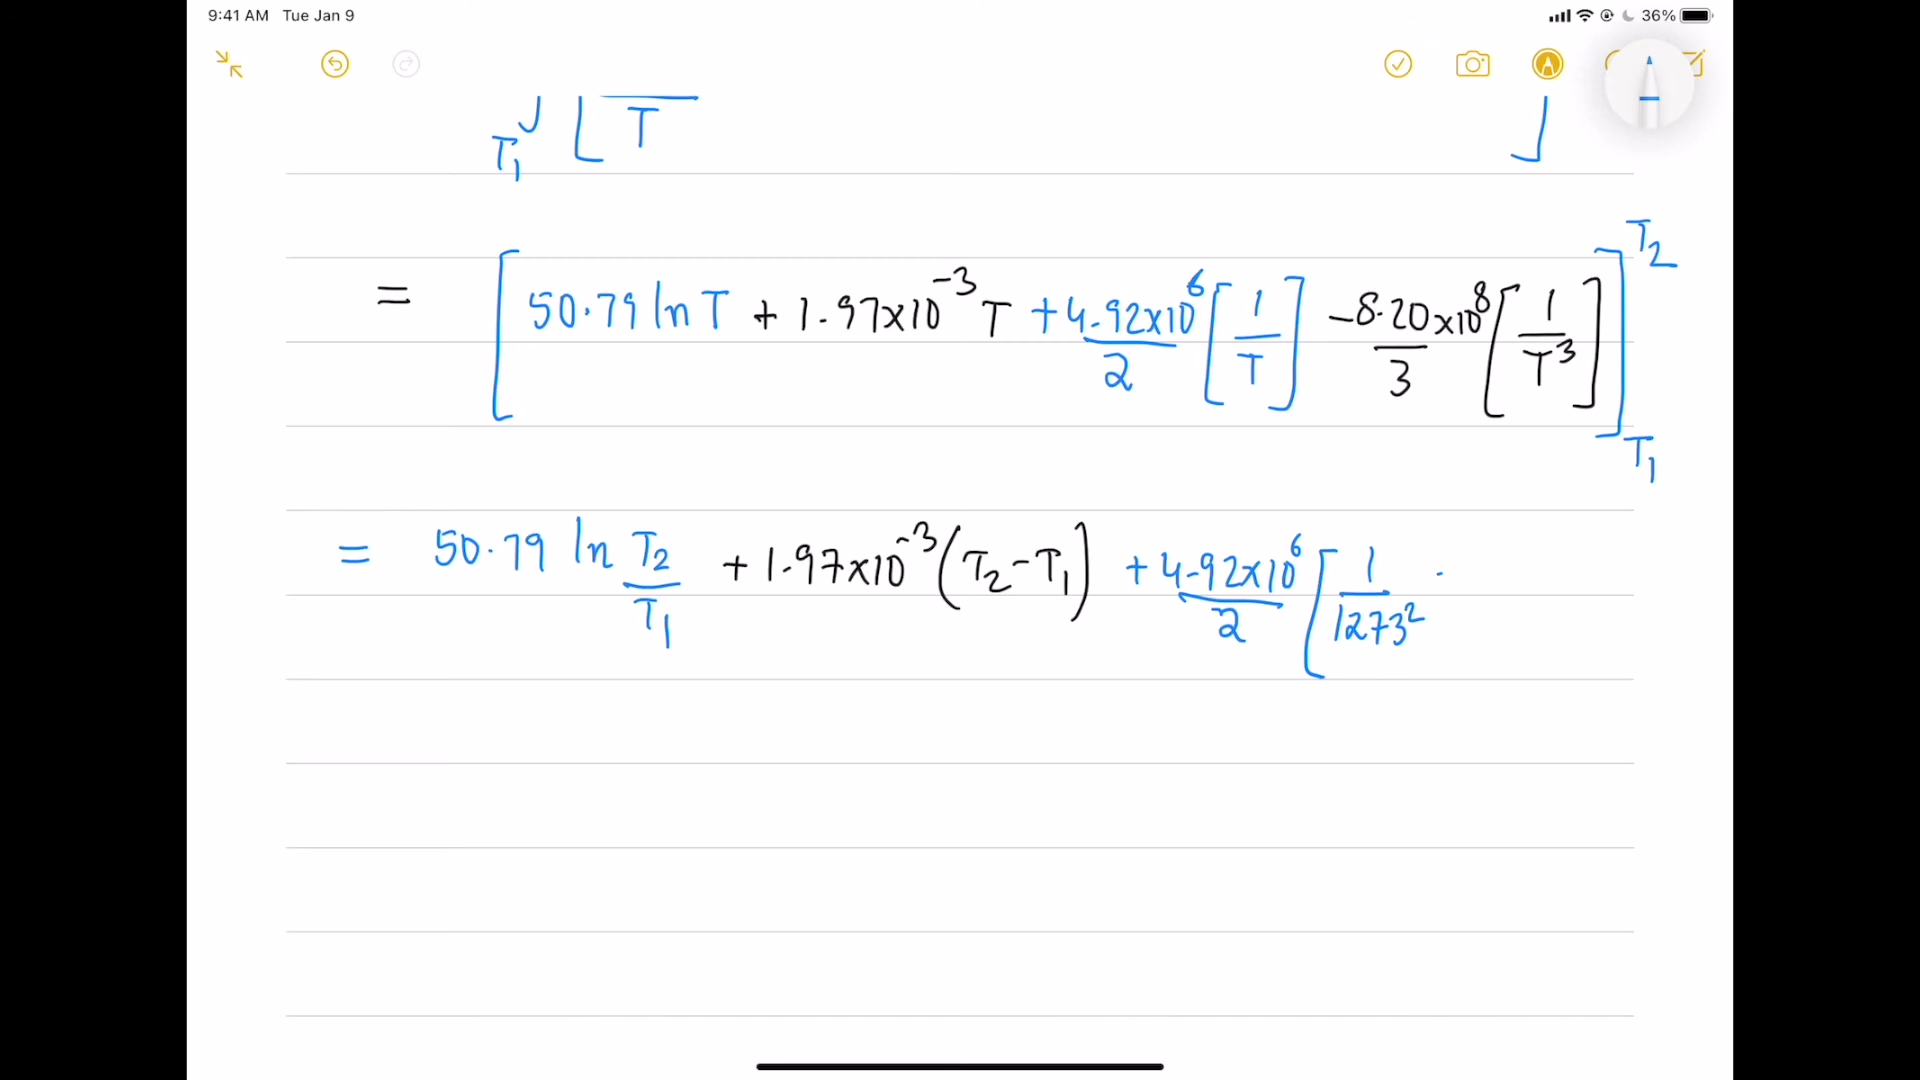 9:41 AM Tue Jan 9 36%
T₁ ∫ [ T ]
= [ 50.79 ln T + 1.97x10⁻³ T + 4.92x10⁶/2 [1/T] - 8.20x10⁸/3 [1/T³] ] T₂ T₁
= 50.79 ln T₂/T₁ + 1.97x10⁻³ (T₂ - T₁) + 4.92x10⁶/2 [ 1/1273²